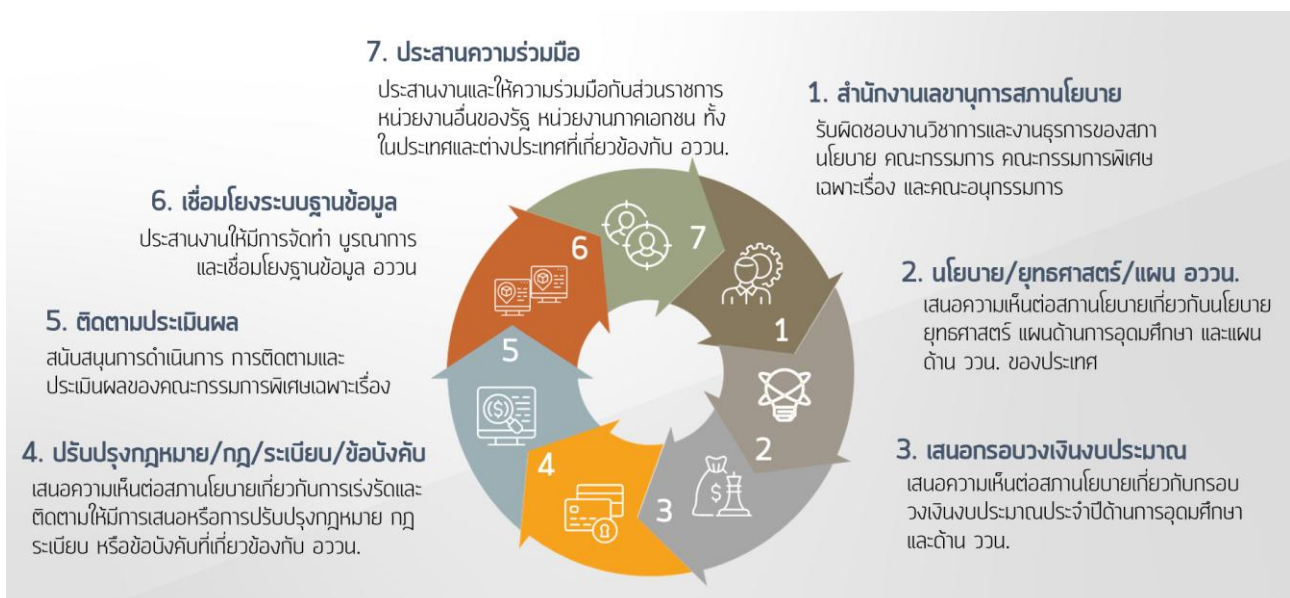 7. ประสานความร่วมมือ
ประสานงานและให้ความร่วมมือกับส่วนราชการ
หน่วยงานอื่นของรัฐ หน่วยงานภาคเอกชน ทั้ง
ในประเทศและต่างประเทศที่เกี่ยวข้องกับ อววน.
1. สำนักงานเลขานุการสภานโยบาย
รับผิดชอบงานวิชาการและงานธุรการของสภา
นโยบาย คณะกรรมการ คณะกรรมการพิเศษ
เฉพาะเรื่อง และคณะอนุกรรมการ
6. เชื่อมโยงระบบฐานข้อมูล
ประสานงานให้มีการจัดทำ บูรณาการ
และเชื่อมโยงฐานข้อมูล อววน
2. นโยบาย/ยุทธศาสตร์/แผน อววน.
เสนอความเห็นต่อสภานโยบายเกี่ยวกับนโยบาย
ยุทธศาสตร์ แผนด้านการอุดมศึกษา และแผน
ด้าน ววน. ของประเทศ
5. ติดตามประเมินผล
สนับสนุนการดำเนินการ การติดตามและ
ประเมินผลของคณะกรรมการพิเศษเฉพาะเรื่อง
4. ปรับปรุงกฎหมาย/กฎ/ระเบียบ/ข้อบังคับ
เสนอความเห็นต่อสภานโยบายเกี่ยวกับการเร่งรัดและ
ติดตามให้มีการเสนอหรือการปรับปรุงกฎหมาย กฎ
ระเบียบ หรือข้อบังคับที่เกี่ยวข้องกับ อววน.
3. เสนอกรอบวงเงินงบประมาณ
เสนอความเห็นต่อสภานโยบายเกี่ยวกับกรอบ
วงเงินงบประมาณประจำปีด้านการอุดมศึกษา
และด้าน ววน.
7
6
1
5
2
4
3